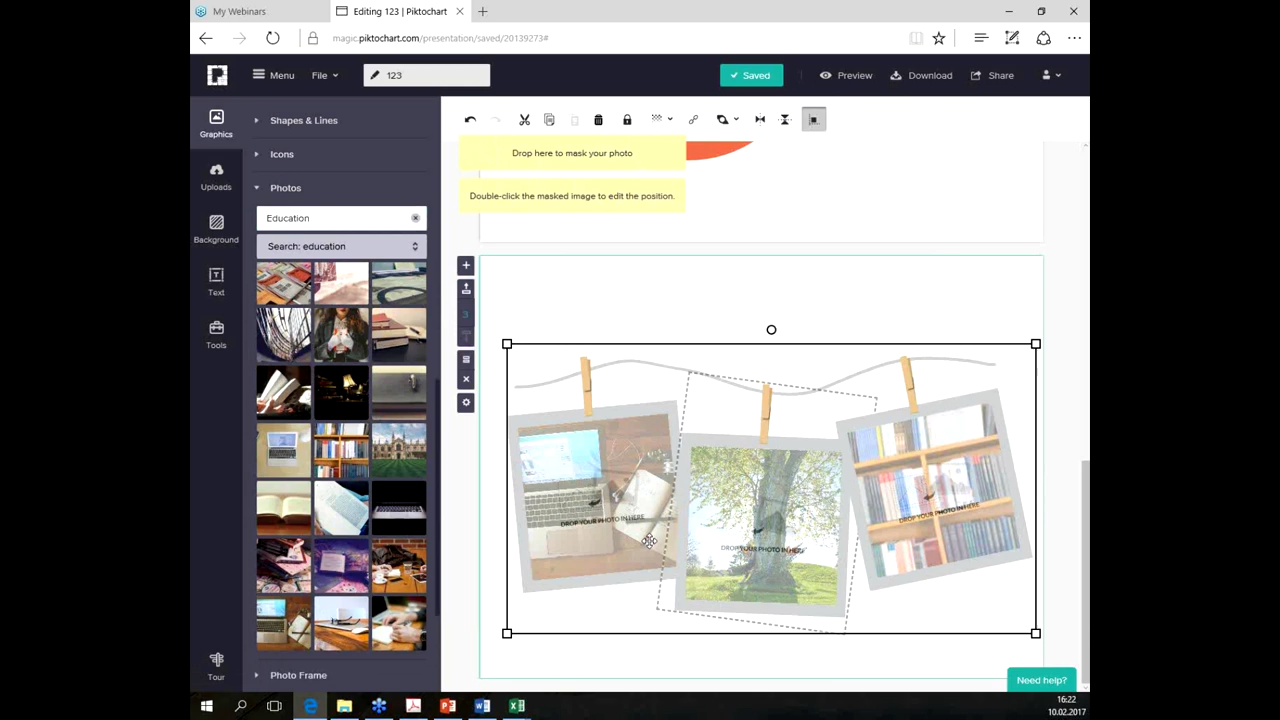 My Webinars
Editing 123 | Piktochart
magic.piktochart.com/presentation/saved/20139273#
Menu
File
123
Saved
Preview
Download
Share
Graphics
Uploads
Background
Text
Tools
Tour
Shapes & Lines
Icons
Photos
Education
Search: education
Photo Frame
Drop here to mask your photo
Double-click the masked image to edit the position.
3
DROP YOUR PHOTO IN HERE
DROP YOUR PHOTO IN HERE
DROP YOUR PHOTO IN HERE
Need help?
16:22
10.02.2017